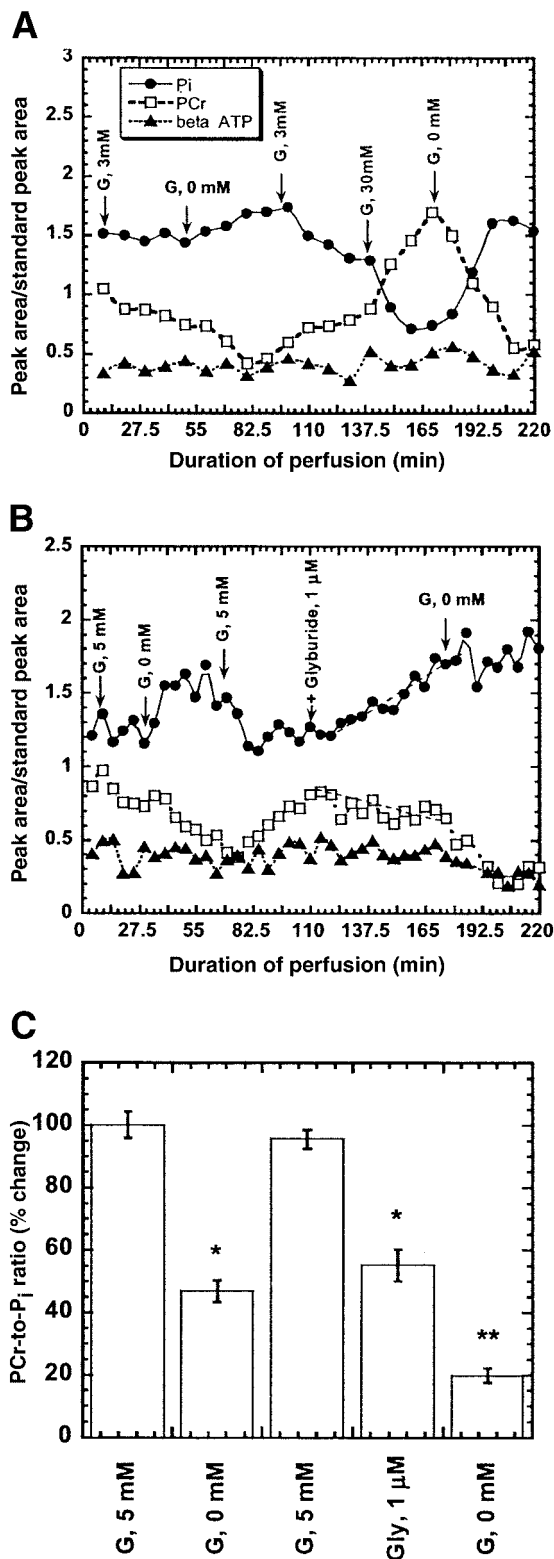 A
3
2.5
2
1.5
1
0.5
0
Pi
PCr
beta ATP
G, 3mM
G, 0 mM
G, 3mM
G, 30mM
G, 0 mM
Peak area/standard peak area
0 27.5 55 82.5 110 137.5 165 192.5 220
Duration of perfusion (min)
B
2.5
2
1.5
1
0.5
0
G, 5 mM
G, 0 mM
G, 5 mM
+ Glyburide, 1 µM
G, 0 mM
Peak area/standard peak area
0 27.5 55 82.5 110 137.5 165 192.5 220
Duration of perfusion (min)
C
120
100
80
60
40
20
0
PCr-to-Pi ratio (% change)
*
*
**
G, 5 mM
G, 0 mM
G, 5 mM
Gly, 1 µM
G, 0 mM